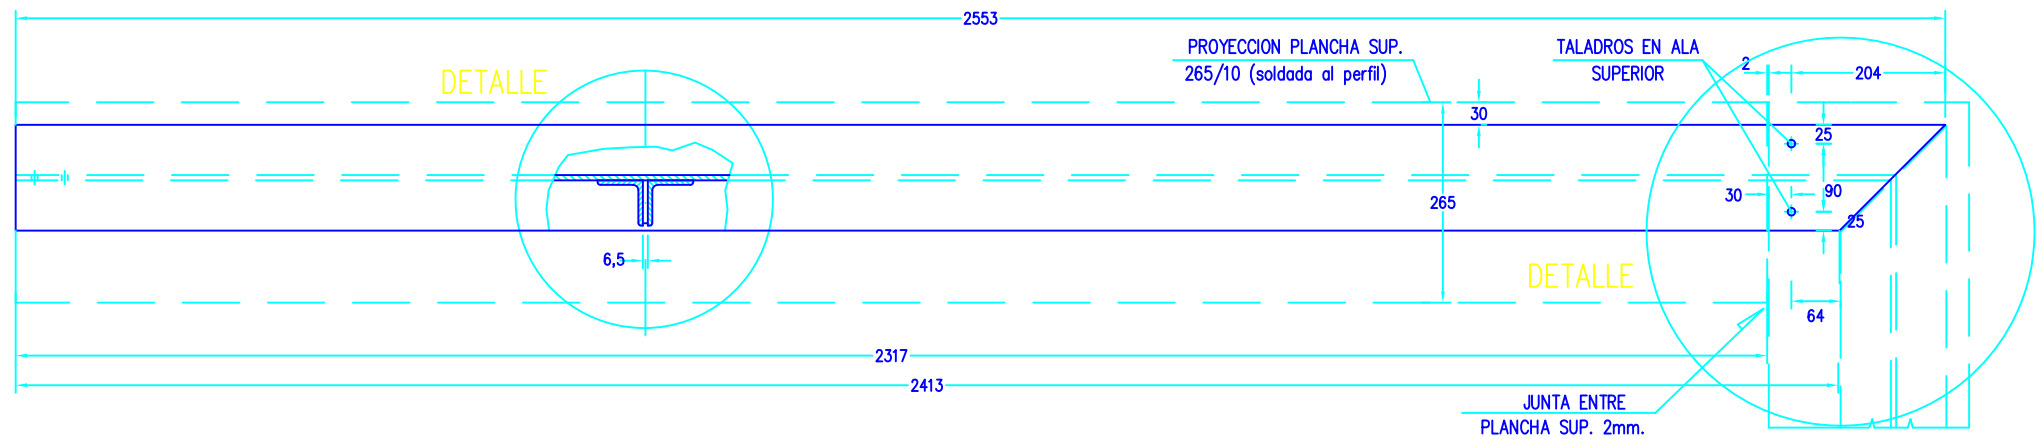 2553
PROYECCION PLANCHA SUP.
265/10 (soldada al perfil)
TALADROS EN ALA
SUPERIOR
2
204
DETALLE
30
25
265
30
90
25
6,5
DETALLE
64
2317
2413
JUNTA ENTRE
PLANCHA SUP. 2mm.